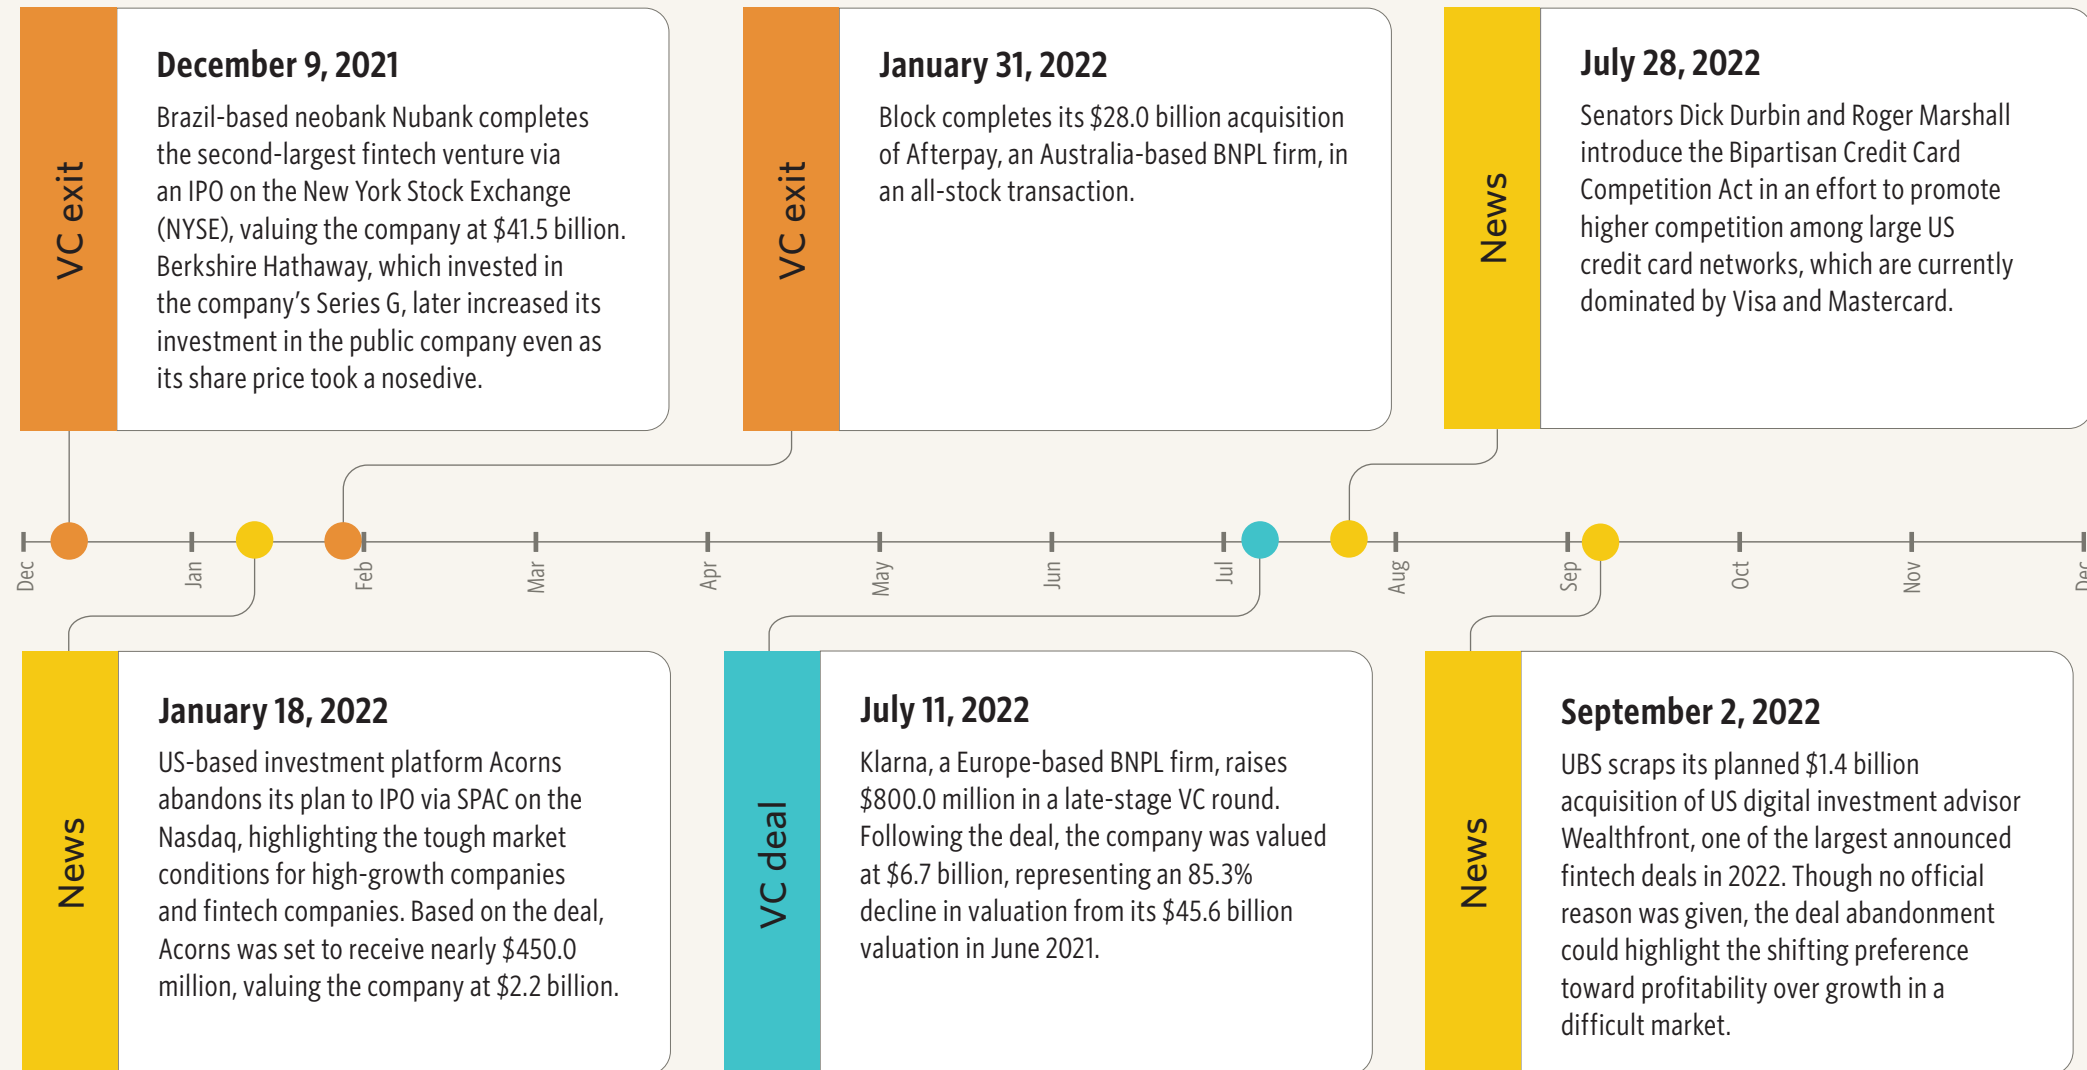 VC exit
December 9, 2021
Brazil-based neobank Nubank completes
the second-largest fintech venture via
an IPO on the New York Stock Exchange
(NYSE), valuing the company at $41.5 billion.
Berkshire Hathaway, which invested in
the company's Series G, later increased its
investment in the public company even as
its share price took a nosedive.
VC exit
January 31, 2022
Block completes its $28.0 billion acquisition
of Afterpay, an Australia-based BNPL firm, in
an all-stock transaction.
News
July 28, 2022
Senators Dick Durbin and Roger Marshall
introduce the Bipartisan Credit Card
Competition Act in an effort to promote
higher competition among large US
credit card networks, which are currently
dominated by Visa and Mastercard.
Dec
Jan
Feb
Mar
Apr
May
Jun
Jul
Aug
Sep
Oct
Nov
Dec
News
January 18, 2022
US-based investment platform Acorns
abandons its plan to IPO via SPAC on the
Nasdaq, highlighting the tough market
conditions for high-growth companies
and fintech companies. Based on the deal,
Acorns was set to receive nearly $450.0
million, valuing the company at $2.2 billion.
VC deal
July 11, 2022
Klarna, a Europe-based BNPL firm, raises
$800.0 million in a late-stage VC round.
Following the deal, the company was valued
at $6.7 billion, representing an 85.3%
decline in valuation from its $45.6 billion
valuation in June 2021.
News
September 2, 2022
UBS scraps its planned $1.4 billion
acquisition of US digital investment advisor
Wealthfront, one of the largest announced
fintech deals in 2022. Though no official
reason was given, the deal abandonment
could highlight the shifting preference
toward profitability over growth in a
difficult market.